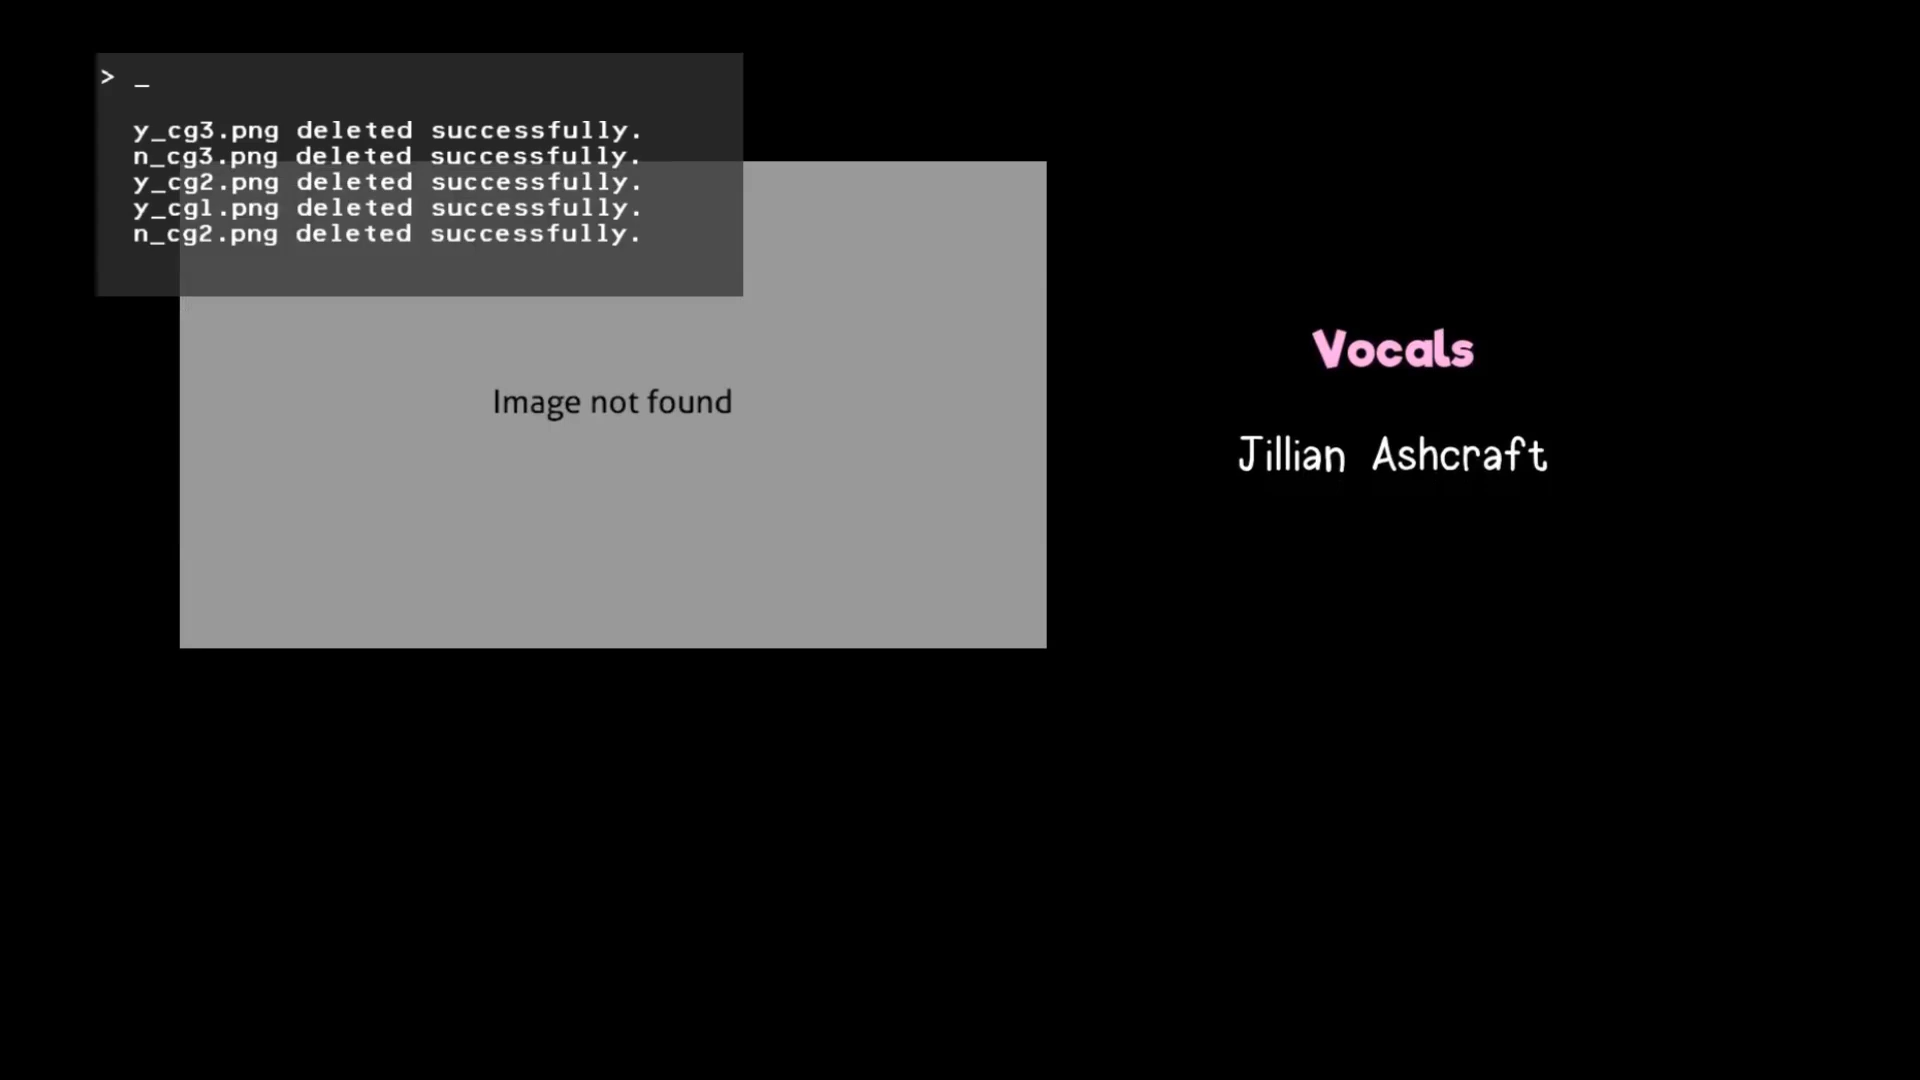 > _
y_cg3.png deleted successfully.
n_cg3.png deleted successfully.
y_cg2.png deleted successfully.
y_cg1.png deleted successfully.
n_cg2.png deleted successfully.
Image not found
Vocals
Jillian Ashcraft